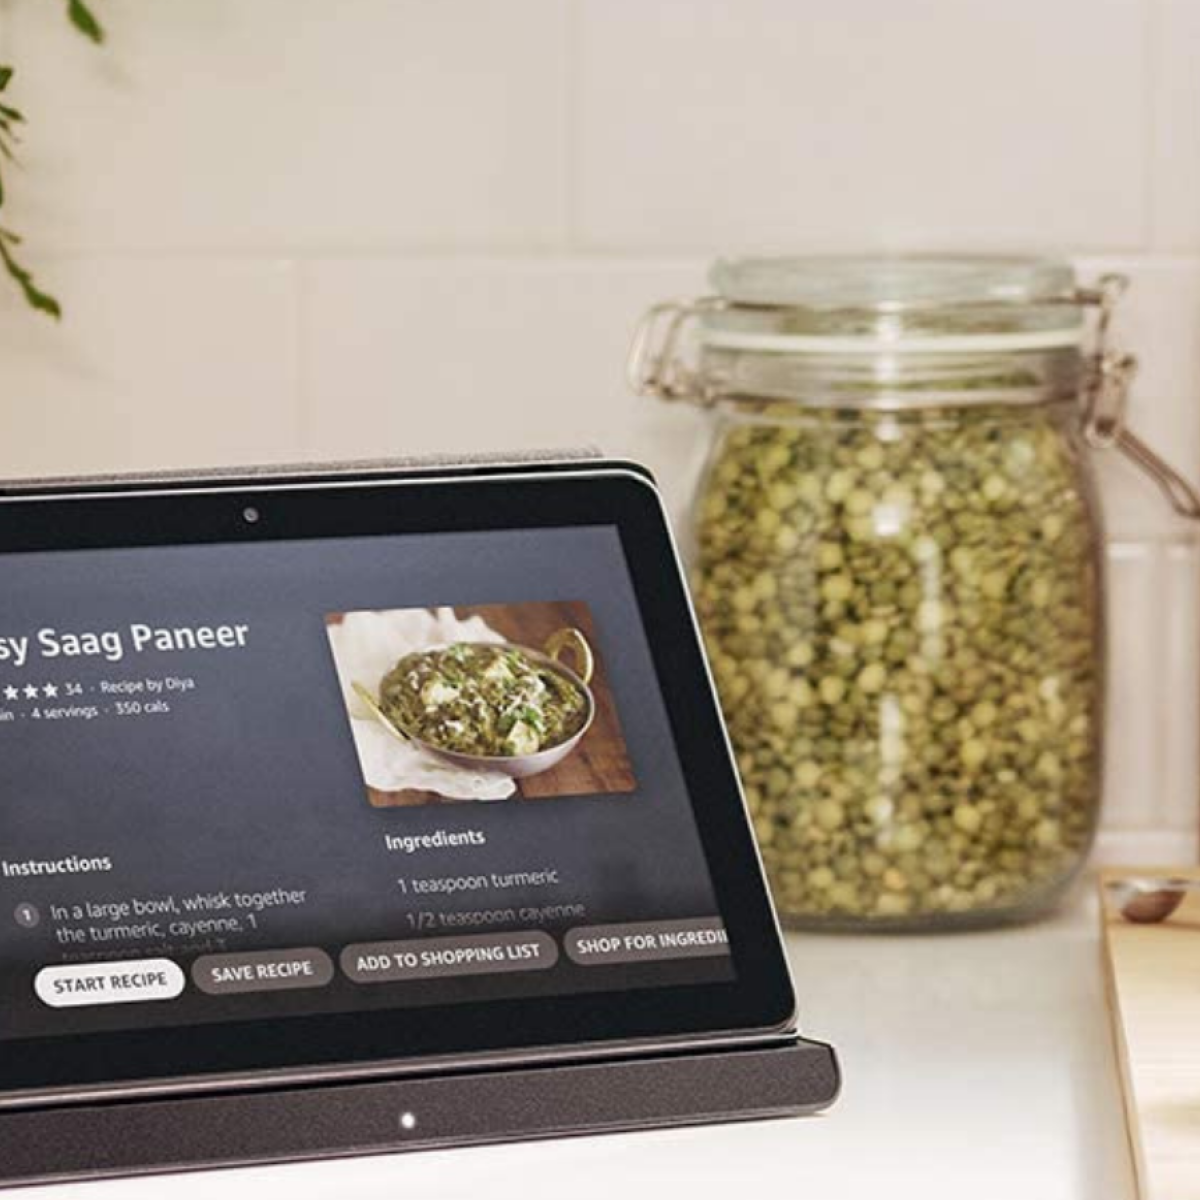 sy Saag Paneer
34 · Recipe by Diya
in · 4 servings · 350 cals
Ingredients
1 teaspoon turmeric
1/2 teaspoon cayenne
Instructions
1 In a large bowl, whisk together
the turmeric, cayenne, 1
START RECIPE
SAVE RECIPE
ADD TO SHOPPING LIST
SHOP FOR INGREDI